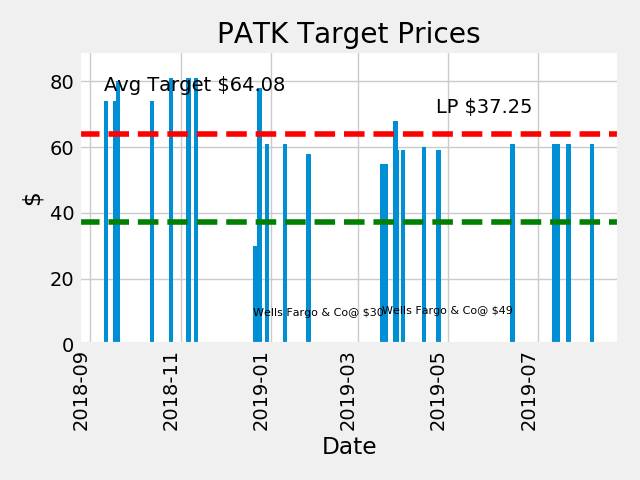 PATK Target Prices
Avg Target $64.08
LP $37.25
Wells Fargo & Co@ $30
Wells Fargo & Co@ $49
$
80
60
40
20
0
2018-09
2018-11
2019-01
2019-03
2019-05
2019-07
Date